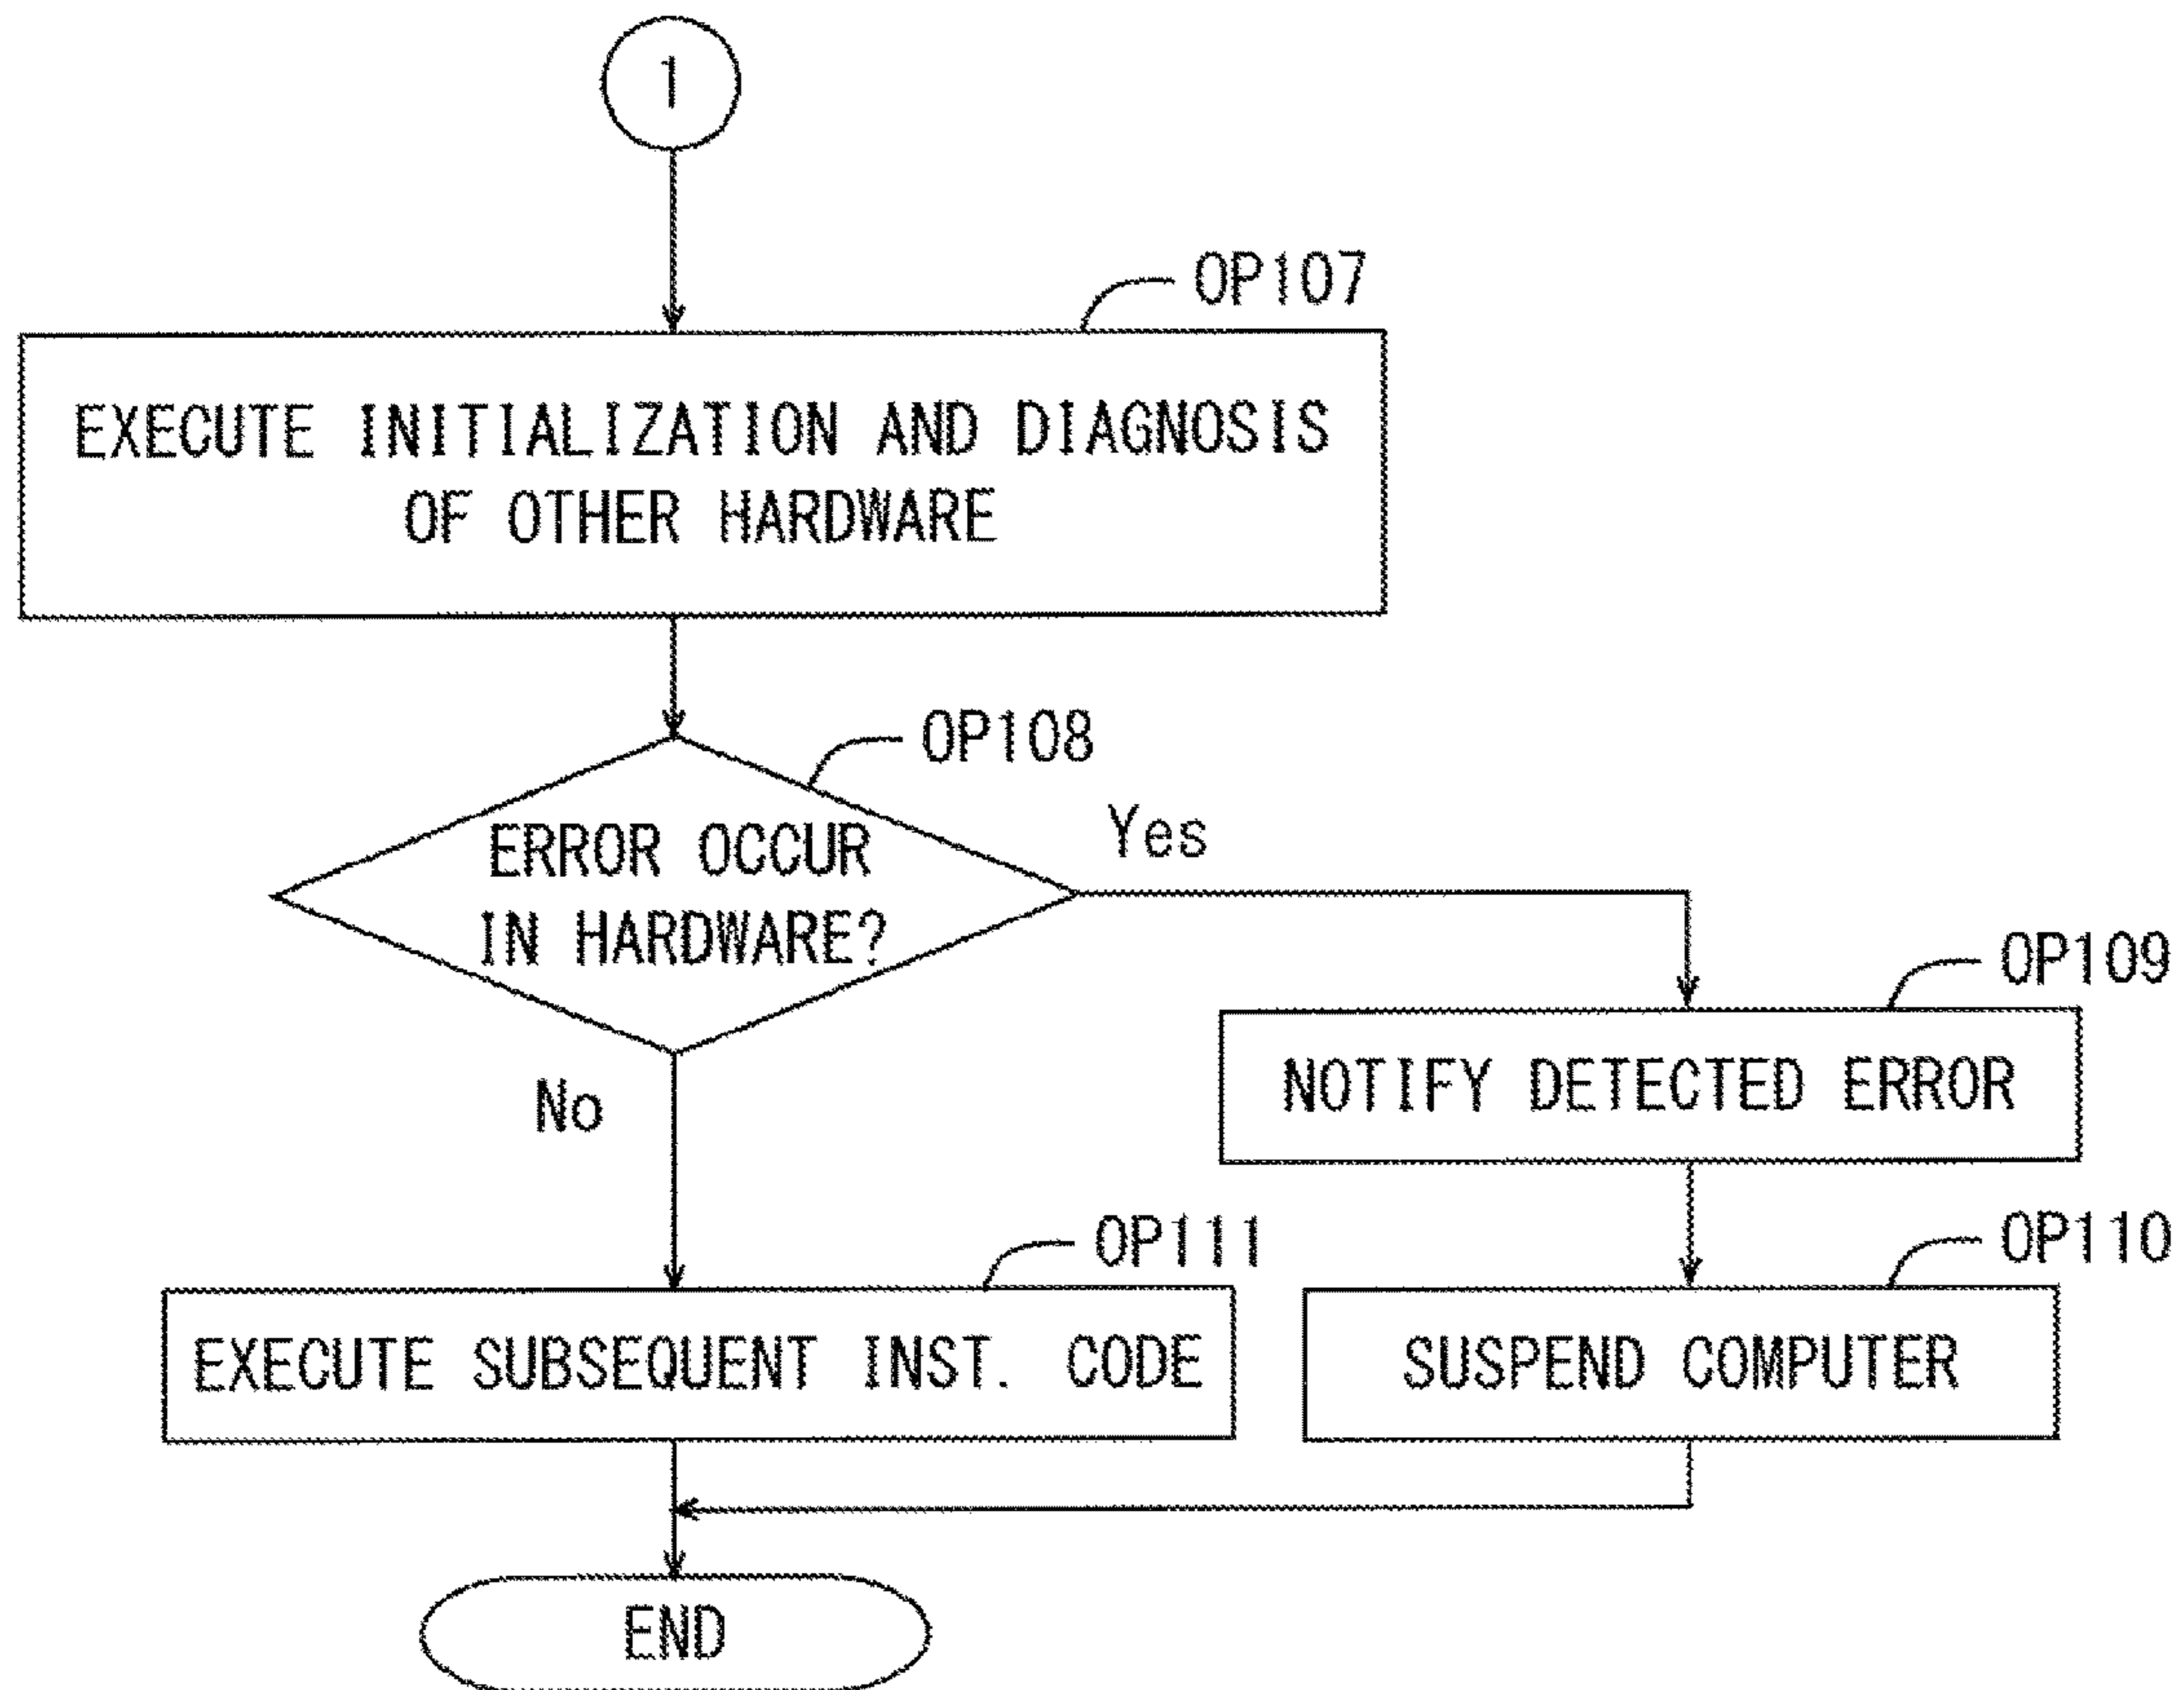 1
OP107
EXECUTE INITIALIZATION AND DIAGNOSIS
OF OTHER HARDWARE
OP108
ERROR OCCUR
IN HARDWARE?
Yes
No
OP109
NOTIFY DETECTED ERROR
OP111
EXECUTE SUBSEQUENT INST. CODE
OP110
SUSPEND COMPUTER
END